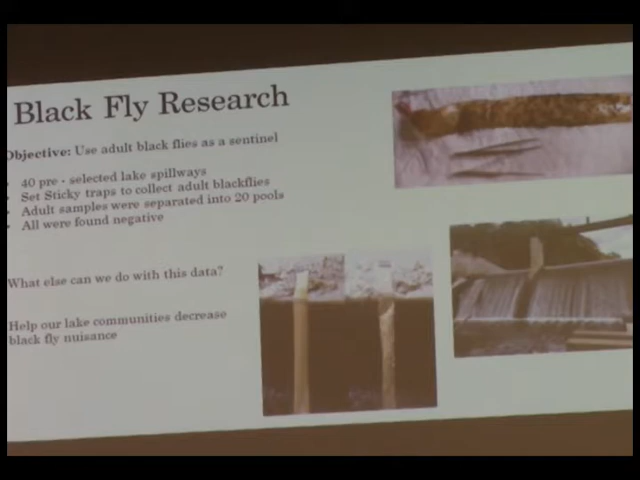 Black Fly Research
Objective: Use adult black flies as a sentinel
40 pre - selected lake spillways
Set Sticky traps to collect adult blackflies
Adult samples were separated into 20 pools
All were found negative
What else can we do with this data?
Help our lake communities decrease
black fly nuisance